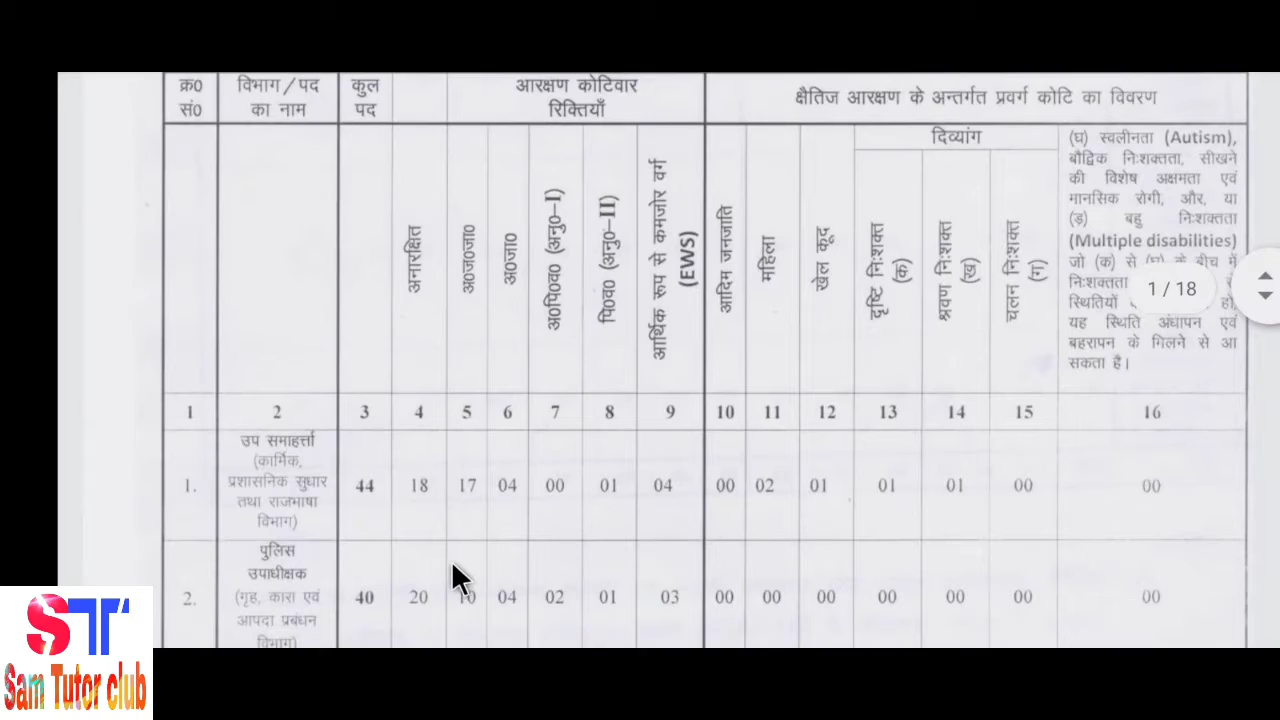 क्र0 सं0
विभाग/पद का नाम
कुल पद
आरक्षण कोटिवार
रिक्तियाँ
क्षैतिज आरक्षण के अन्तर्गत प्रवर्ग कोटि का विवरण
अनारक्षित
अ0ज0जा0
अ0जा0
अ0पि0व0 (अनु0–I)
पि0व0 (अनु0–II)
आर्थिक रूप से कमजोर वर्ग
(EWS)
आदिम जनजाति
महिला
खेल कूद
दिव्यांग
दृष्टि निःशक्त
(क)
श्रवण निःशक्त
(ख)
चलन निःशक्त
(ग)
(घ) स्वलीनता (Autism),
बौद्विक निःशक्तता, सीखने
की विशेष अक्षमता एवं
मानसिक रोगी, और, या
(ड़) बहु निःशक्तता
(Multiple disabilities)
जो (क) से (घ) के बीच में
निःशक्तता
स्थितियों
यह स्थिति अंधापन एवं
बहरापन के मिलने से आ
सकता है।
1 / 18
1 2 3 4 5 6 7 8 9 10 11 12 13 14 15 16
1.
उप समाहर्त्ता
(कार्मिक,
प्रशासनिक सुधार
तथा राजभाषा
विभाग)
44 18 17 04 00 01 04 00 02 01 01 01 00 00
2.
पुलिस
उपाधीक्षक
(गृह, कारा एवं
आपदा प्रबंधन
विभाग)
40 20 10 04 02 01 03 00 00 00 00 00 00 00
ST
Sam Tutor club